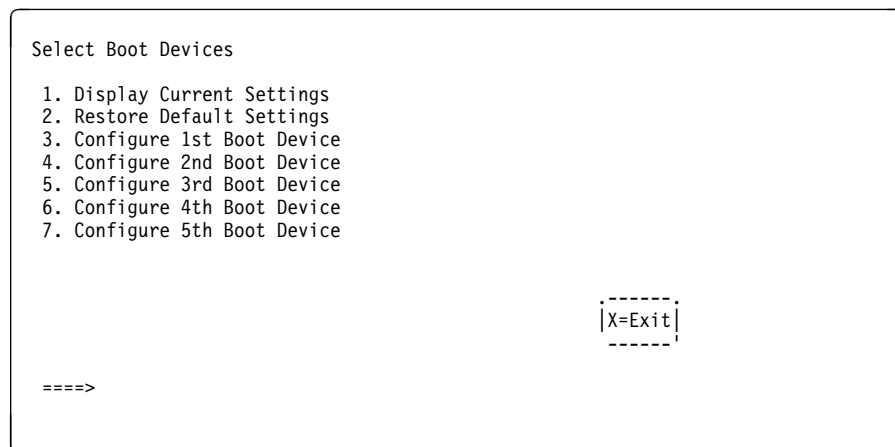 Select Boot Devices
1. Display Current Settings
2. Restore Default Settings
3. Configure 1st Boot Device
4. Configure 2nd Boot Device
5. Configure 3rd Boot Device
6. Configure 4th Boot Device
7. Configure 5th Boot Device
.------.
|X=Exit|
------'
====>